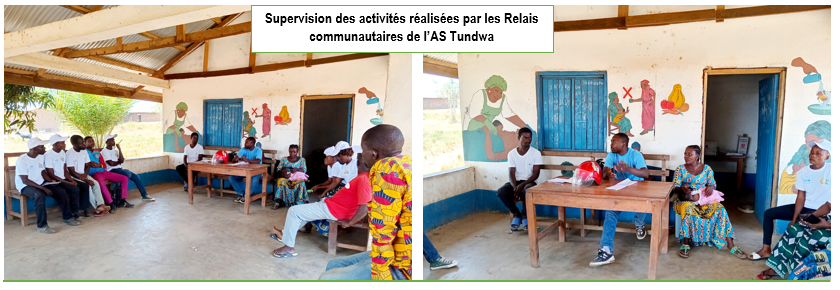 Supervision des activités réalisées par les Relais
communautaires de l'AS Tundwa